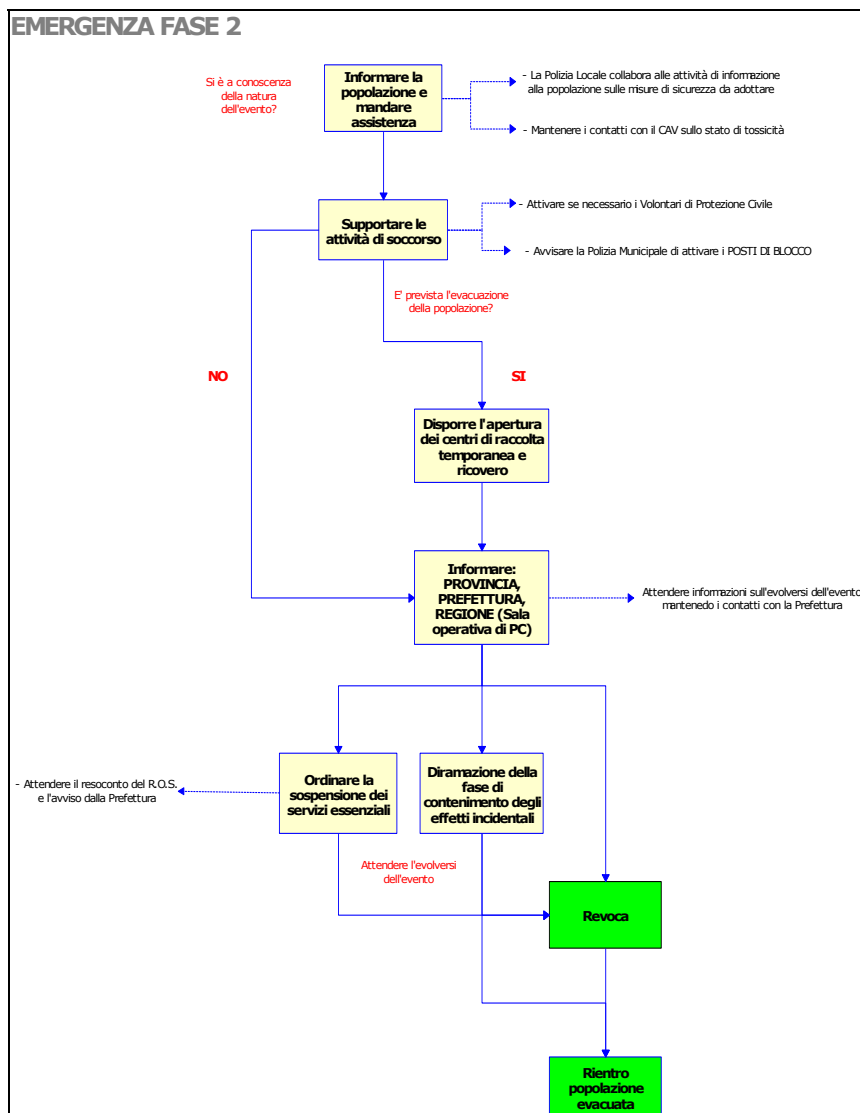 EMERGENZA FASE 2
Si è a conoscenza
della natura
dell'evento?
Informare la
popolazione e
mandare
assistenza
- La Polizia Locale collabora alle attività di informazione
alla popolazione sulle misure di sicurezza da adottare
- Mantenere i contatti con il CAV sullo stato di tossicità
Supportare le
attività di soccorso
- Attivare se necessario i Volontari di Protezione Civile
- Avvisare la Polizia Municipale di attivare i POSTI DI BLOCCO
E' prevista l'evacuazione
della popolazione?
NO
SI
Disporre l'apertura
dei centri di raccolta
temporanea e
ricovero
Informare:
PROVINCIA,
PREFETTURA,
REGIONE (Sala
operativa di PC)
Attendere informazioni sull'evolversi dell'evento
mantenedo i contatti con la Prefettura
- Attendere il resoconto del R.O.S.
e l'avviso dalla Prefettura
Ordinare la
sospensione dei
servizi essenziali
Diramazione della
fase di
contenimento degli
effetti incidentali
Attendere l'evolversi
dell'evento
Revoca
Rientro
popolazione
evacuata